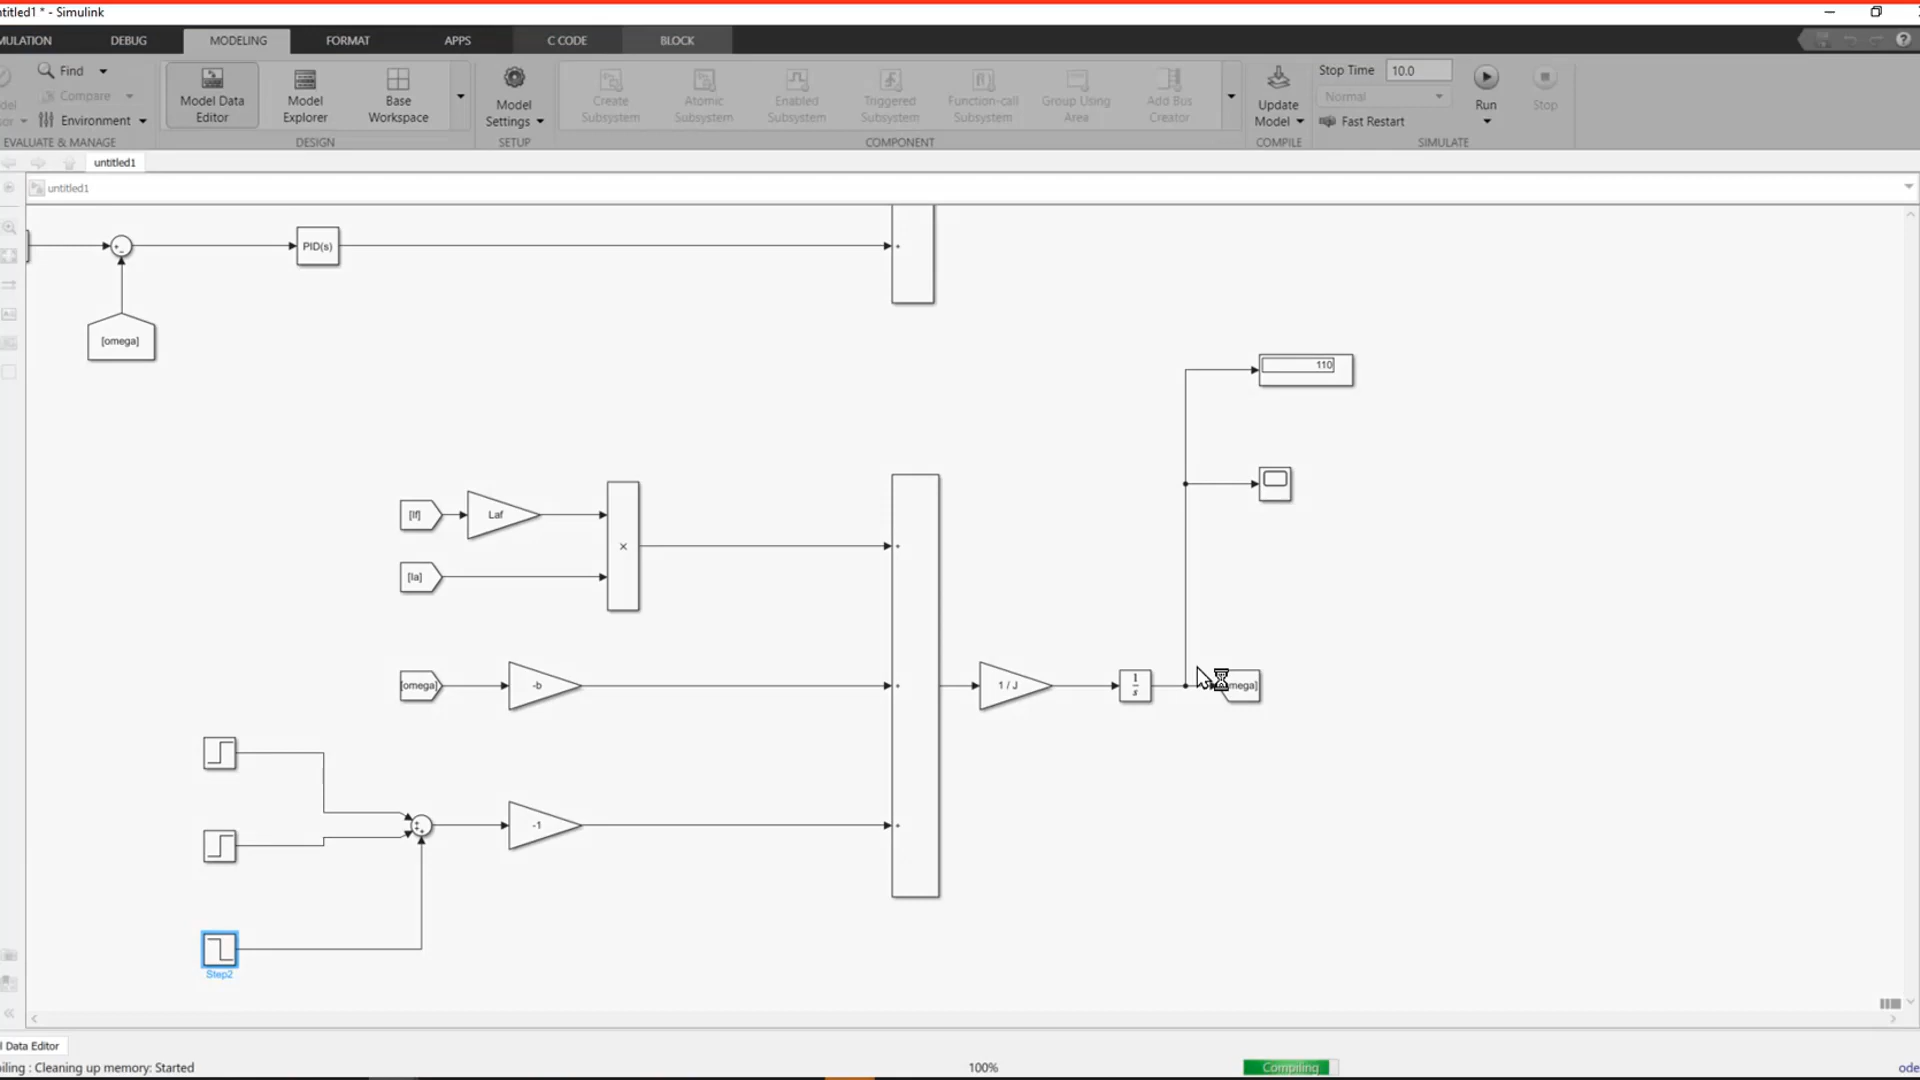 ntitled1 * - Simulink
MULATION
DEBUG
MODELING
FORMAT
APPS
C CODE
BLOCK
Find
Compare
Environment
Model Data Editor
Model Explorer
Base Workspace
Model Settings
Create Subsystem
Atomic Subsystem
Enabled Subsystem
Triggered Subsystem
Function-call Subsystem
Group Using Area
Add Bus Creator
Update Model
Stop Time 10.0
Normal
Fast Restart
Run
Stop
EVALUATE & MANAGE
DESIGN
SETUP
COMPONENT
COMPILE
SIMULATE
untitled1
untitled1
PID(s)
[omega]
110
[If]
Laf
[Ia]
×
[omega]
-b
1 / J
1
s
mega]
-1
Step2
l Data Editor
iling : Cleaning up memory: Started
100%
Compiling
ode